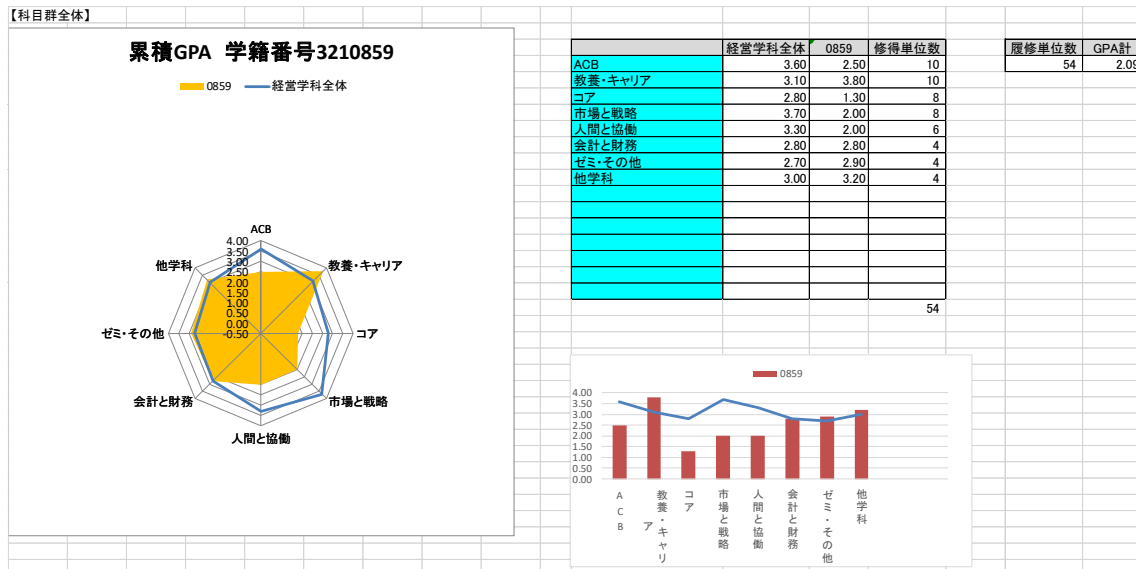 【科目群全体】
累積GPA 学籍番号3210859
0859 経営学科全体
ACB
教養・キャリア
コア
市場と戦略
人間と協働
会計と財務
ゼミ・その他
他学科
4.00
3.50
3.00
2.50
2.00
1.50
1.00
0.50
0.00
-0.50
経営学科全体 0859 修得単位数
ACB 3.60 2.50 10
教養・キャリア 3.10 3.80 10
コア 2.80 1.30 8
市場と戦略 3.70 2.00 8
人間と協働 3.30 2.00 6
会計と財務 2.80 2.80 4
ゼミ・その他 2.70 2.90 4
他学科 3.00 3.20 4
54
履修単位数 GPA計
54 2.09
0859
4.00
3.50
3.00
2.50
2.00
1.50
1.00
0.50
0.00
ACB
教養・キャリア
コア
市場と戦略
人間と協働
会計と財務
ゼミ・その他
他学科